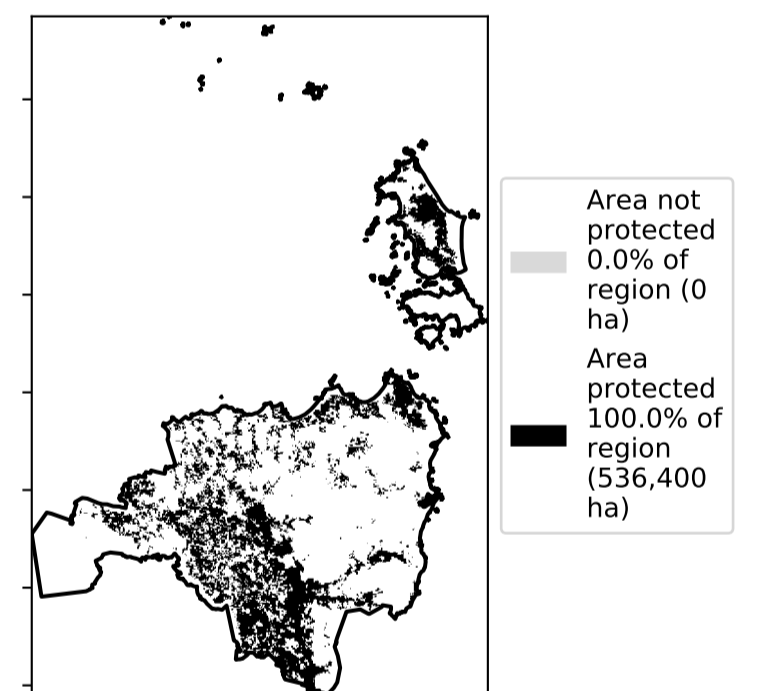 Area not
protected
0.0% of
region (0
ha)
Area
protected
100.0% of
region
(536,400
ha)